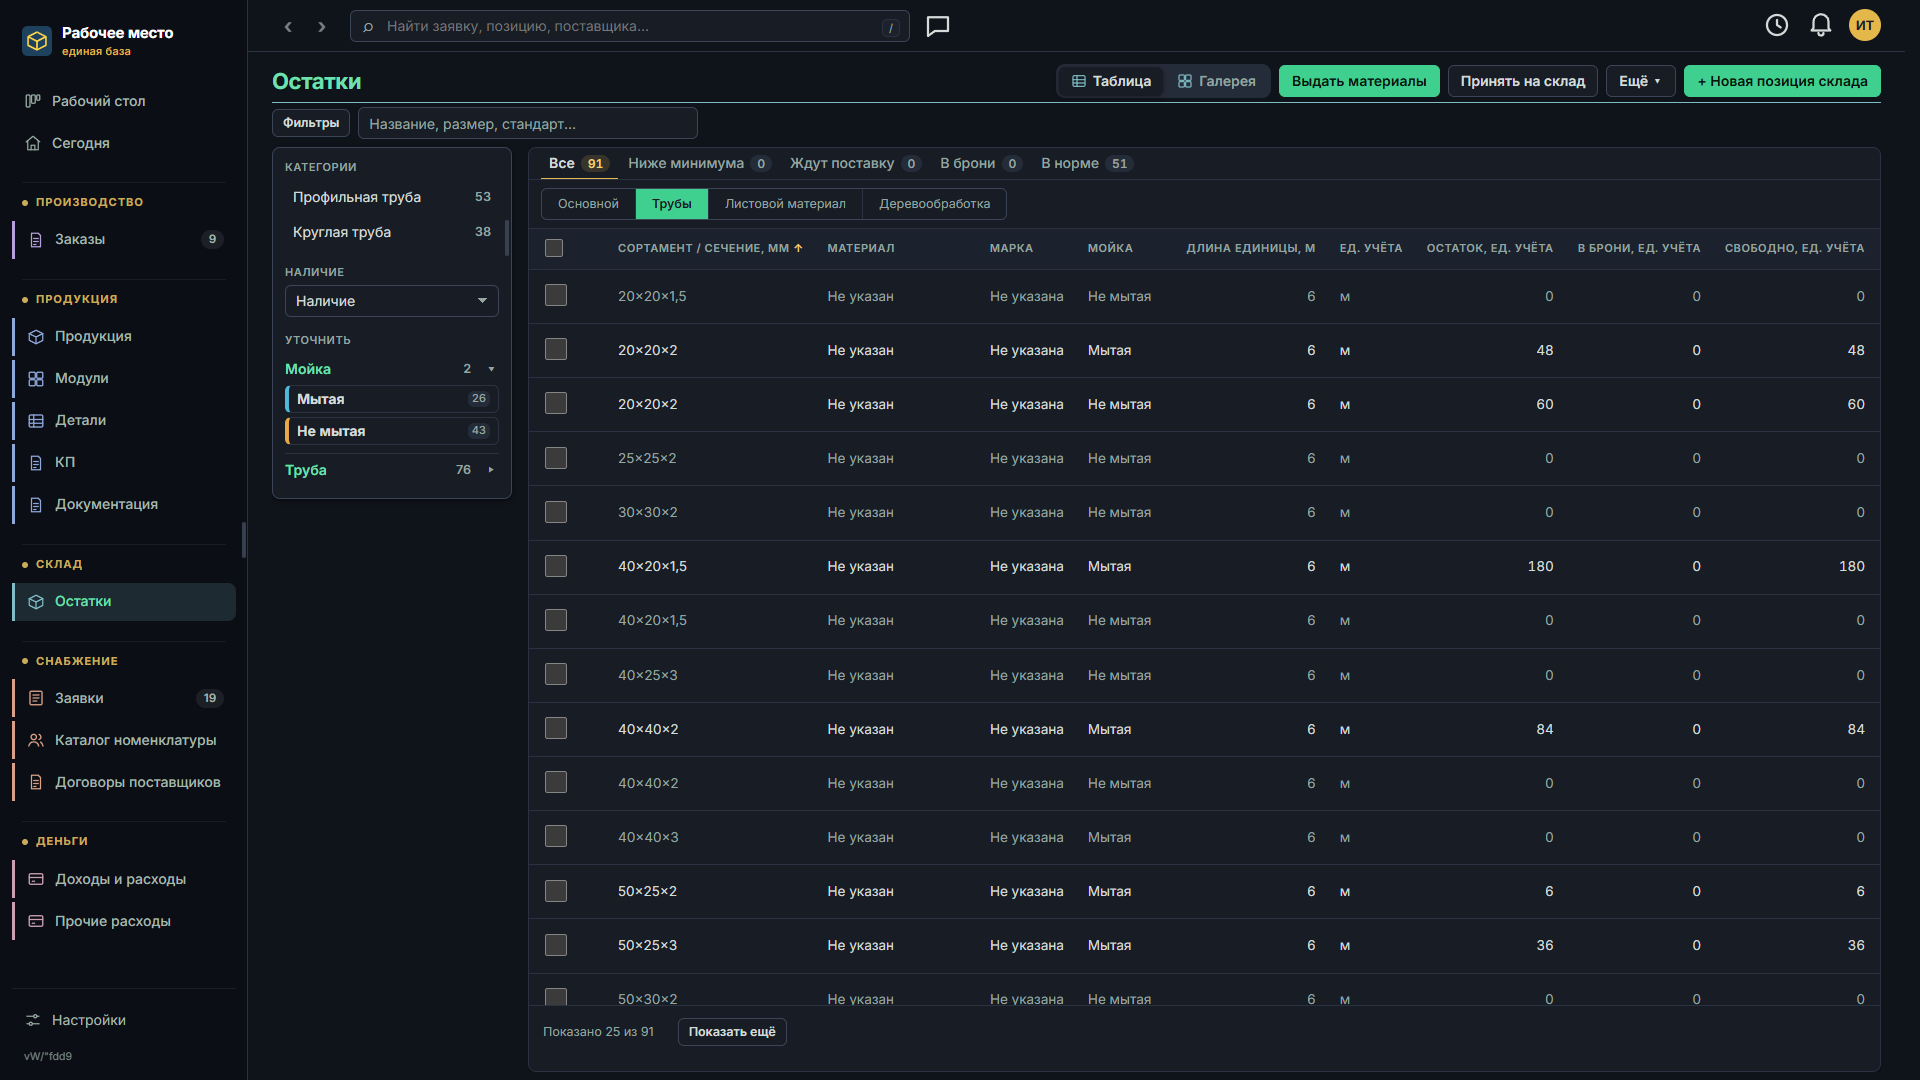 Рабочее место
единая база
Рабочий стол
Сегодня
ПРОИЗВОДСТВО
Заказы 9
ПРОДУКЦИЯ
Продукция
Модули
Детали
КП
Документация
СКЛАД
Остатки
СНАБЖЕНИЕ
Заявки 19
Каталог номенклатуры
Договоры поставщиков
ДЕНЬГИ
Доходы и расходы
Прочие расходы
Настройки
vW/"fdd9
Найти заявку, позицию, поставщика... /
ИТ
Остатки
Таблица Галерея Выдать материалы Принять на склад Ещё + Новая позиция склада
Фильтры Название, размер, стандарт...
КАТЕГОРИИ
Профильная труба 53
Круглая труба 38
НАЛИЧИЕ
Наличие
УТОЧНИТЬ
Мойка 2
Мытая 26
Не мытая 43
Труба 76
Все 91 Ниже минимума 0 Ждут поставку 0 В брони 0 В норме 51
Основной Трубы Листовой материал Деревообработка
СОРТАМЕНТ / СЕЧЕНИЕ, ММ ↑ МАТЕРИАЛ МАРКА МОЙКА ДЛИНА ЕДИНИЦЫ, М ЕД. УЧЁТА ОСТАТОК, ЕД. УЧЁТА В БРОНИ, ЕД. УЧЁТА СВОБОДНО, ЕД. УЧЁТА
20×20×1,5 Не указан Не указана Не мытая 6 м 0 0 0
20×20×2 Не указан Не указана Мытая 6 м 48 0 48
20×20×2 Не указан Не указана Не мытая 6 м 60 0 60
25×25×2 Не указан Не указана Не мытая 6 м 0 0 0
30×30×2 Не указан Не указана Не мытая 6 м 0 0 0
40×20×1,5 Не указан Не указана Мытая 6 м 180 0 180
40×20×1,5 Не указан Не указана Не мытая 6 м 0 0 0
40×25×3 Не указан Не указана Не мытая 6 м 0 0 0
40×40×2 Не указан Не указана Мытая 6 м 84 0 84
40×40×2 Не указан Не указана Не мытая 6 м 0 0 0
40×40×3 Не указан Не указана Мытая 6 м 0 0 0
50×25×2 Не указан Не указана Мытая 6 м 6 0 6
50×25×3 Не указан Не указана Мытая 6 м 36 0 36
50×30×2 Не указан Не указана Не мытая 6 м 0 0 0
Показано 25 из 91 Показать ещё